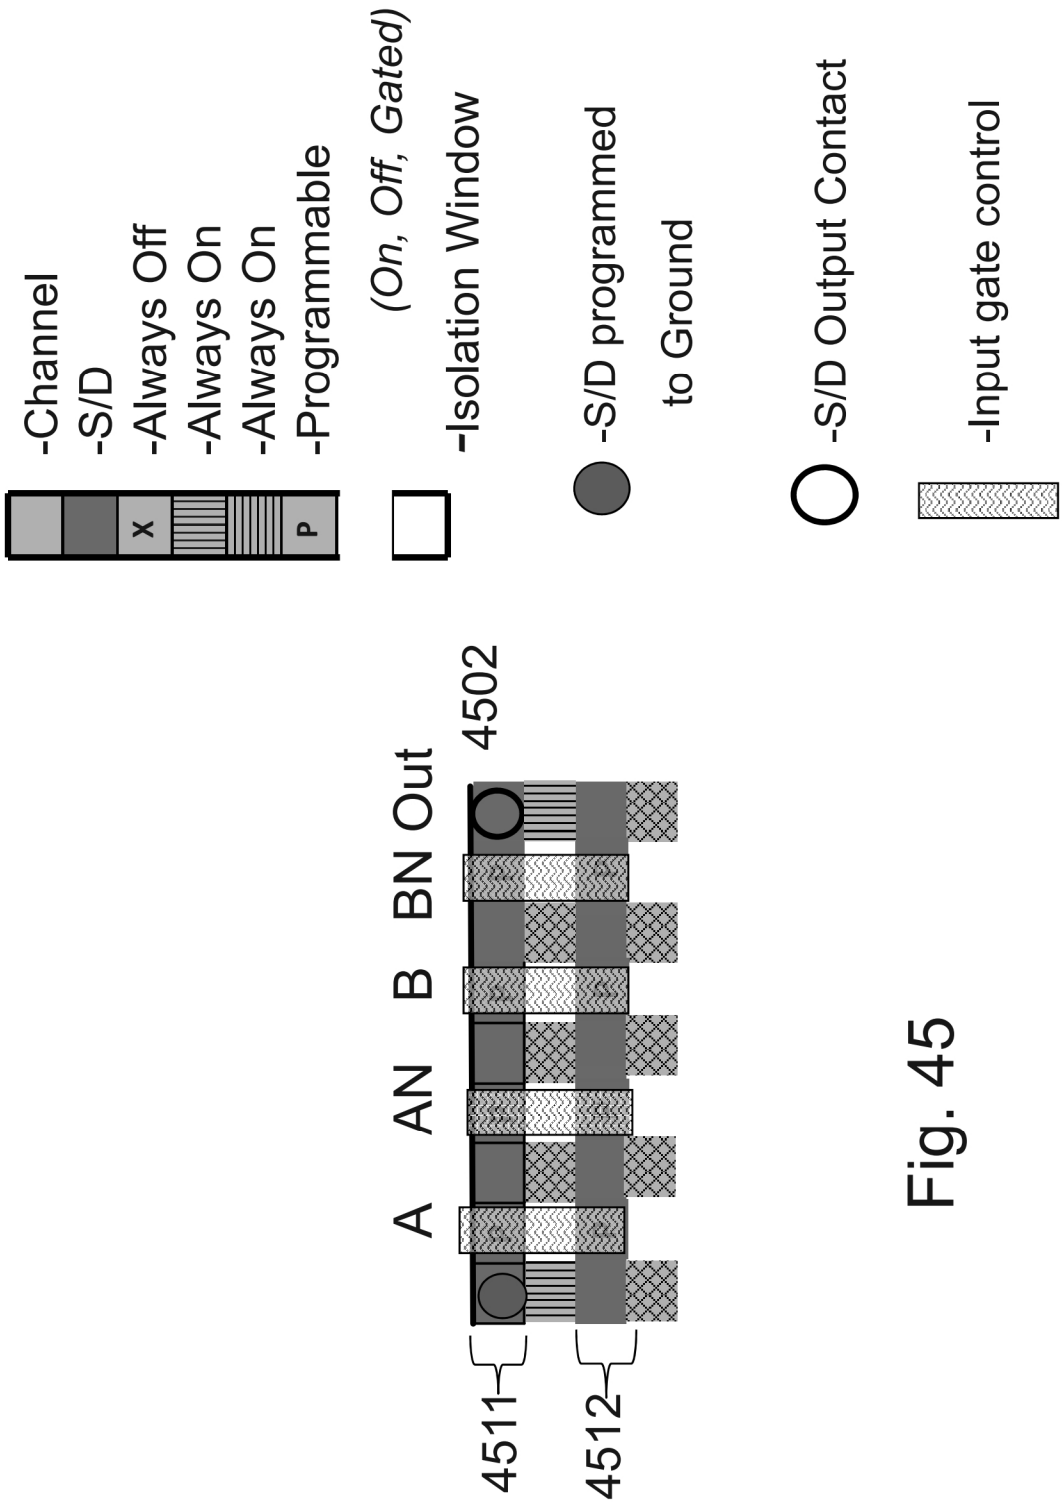 -Channel
-S/D
X -Always Off
-Always On
-Always On
P -Programmable
(On, Off, Gated)
-Isolation Window
-S/D programmed
to Ground
-S/D Output Contact
-Input gate control
A AN B BN Out
4502
4511
4512
Fig. 45